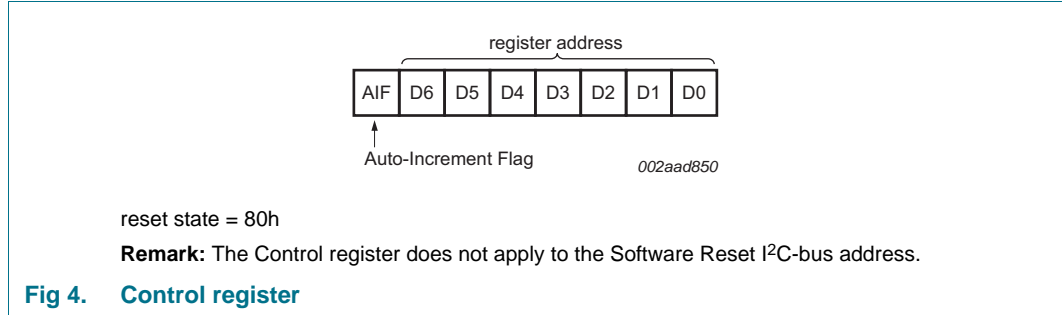 register address
AIF D6 D5 D4 D3 D2 D1 D0
Auto-Increment Flag
002aad850
reset state = 80h
Remark: The Control register does not apply to the Software Reset I²C-bus address.
Fig 4. Control register